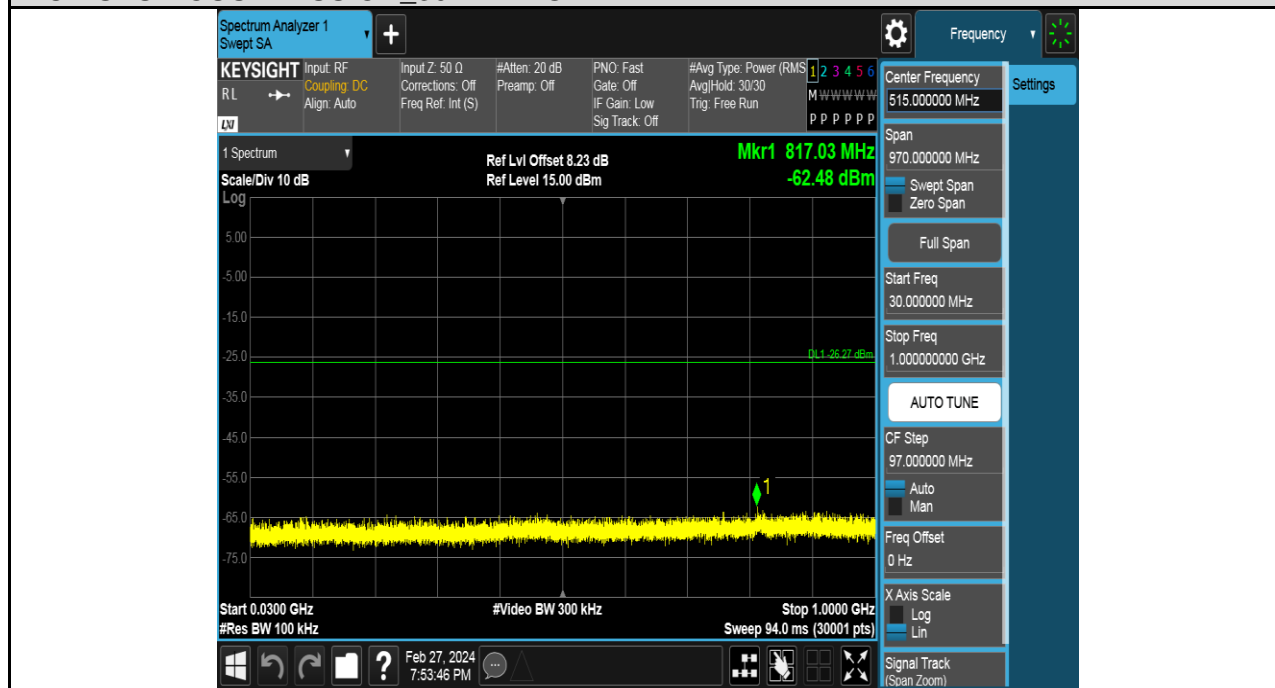 Spectrum Analyzer 1
Swept SA
+
Frequency
KEYSIGHT
RL
LXI
Input: RF
Coupling: DC
Align: Auto
Input Z: 50 Ω
Corrections: Off
Freq Ref: Int (S)
#Atten: 20 dB
Preamp: Off
PNO: Fast
Gate: Off
IF Gain: Low
Sig Track: Off
#Avg Type: Power (RMS
Avg|Hold: 30/30
Trig: Free Run
1 2 3 4 5 6
M W W W W W
P P P P P P
1 Spectrum
Scale/Div 10 dB
Log
Ref Lvl Offset 8.23 dB
Ref Level 15.00 dBm
Mkr1 817.03 MHz
-62.48 dBm
5.00
-5.00
-15.0
-25.0
DL1 -26.27 dBm
-35.0
-45.0
-55.0
1
-65.0
-75.0
Start 0.0300 GHz
#Res BW 100 kHz
#Video BW 300 kHz
Stop 1.0000 GHz
Sweep 94.0 ms (30001 pts)
Center Frequency
515.000000 MHz
Settings
Span
970.000000 MHz
Swept Span
Zero Span
Full Span
Start Freq
30.000000 MHz
Stop Freq
1.000000000 GHz
AUTO TUNE
CF Step
97.000000 MHz
Auto
Man
Freq Offset
0 Hz
X Axis Scale
Log
Lin
Signal Track
(Span Zoom)
?
Feb 27, 2024
7:53:46 PM